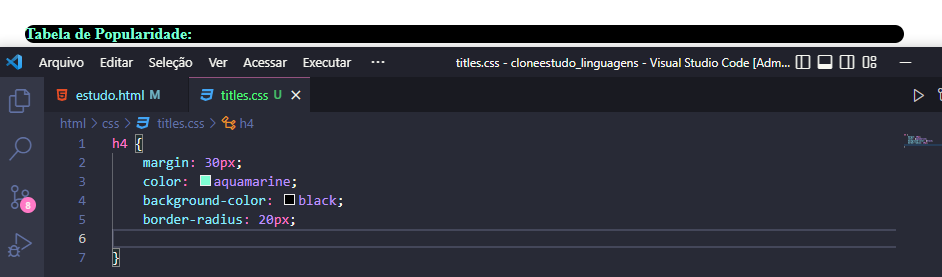 Tabela de Popularidade:
Arquivo Editar Seleção Ver Acessar Executar ··· titles.css - cloneestudo_linguagens - Visual Studio Code [Adm...
estudo.html M titles.css U
html > css > titles.css > h4
1 h4 {
2 margin: 30px;
3 color: aquamarine;
4 background-color: black;
5 border-radius: 20px;
6
7 }
8